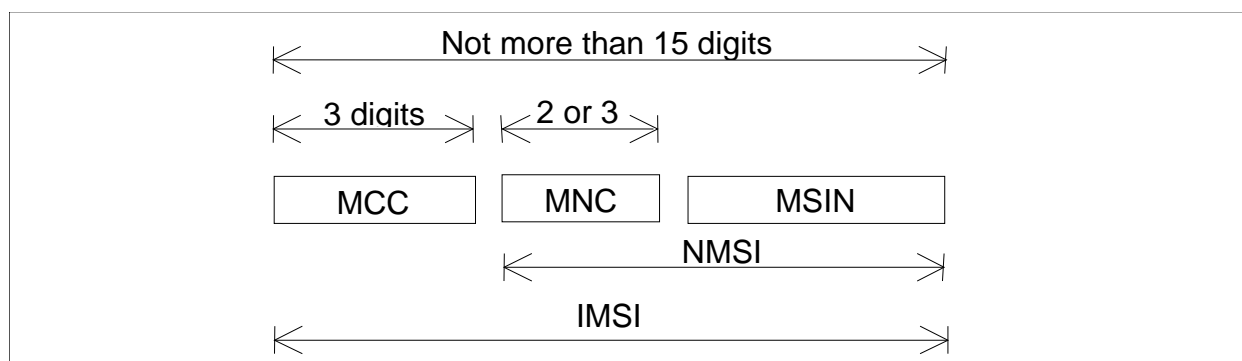 Not more than 15 digits
3 digits
2 or 3
MCC
MNC
MSIN
NMSI
IMSI